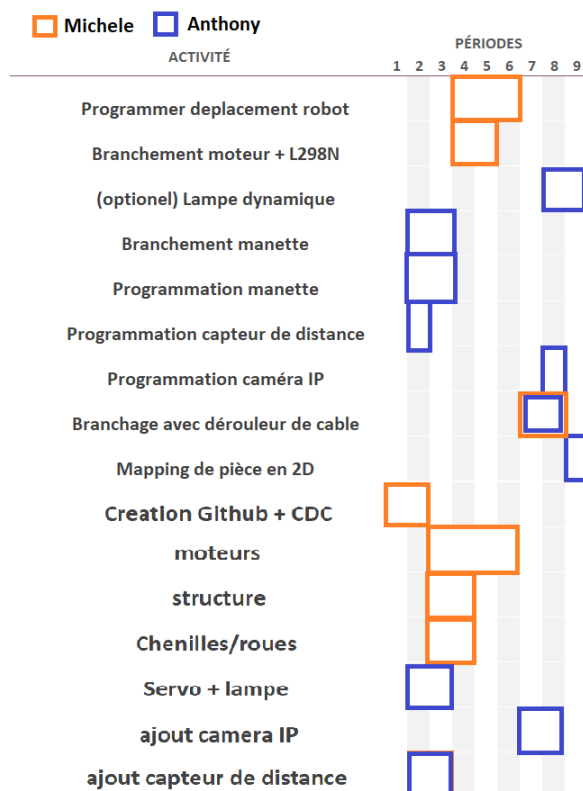 Michele Anthony
ACTIVITÉ
PÉRIODES
1 2 3 4 5 6 7 8 9
Programmer deplacement robot
Branchement moteur + L298N
(optionel) Lampe dynamique
Branchement manette
Programmation manette
Programmation capteur de distance
Programmation caméra IP
Branchage avec dérouleur de cable
Mapping de pièce en 2D
Creation Github + CDC
moteurs
structure
Chenilles/roues
Servo + lampe
ajout camera IP
ajout capteur de distance